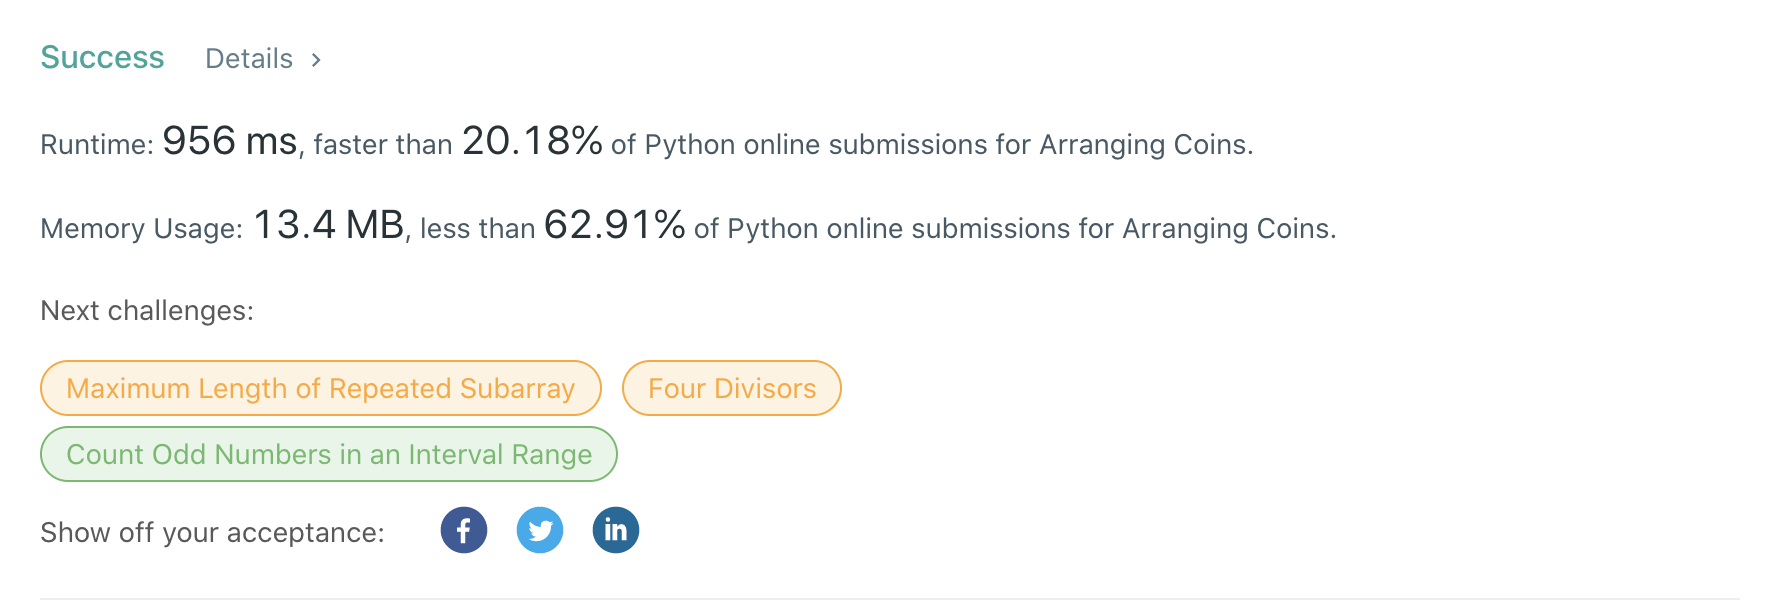 Success Details >
Runtime: 956 ms, faster than 20.18% of Python online submissions for Arranging Coins.
Memory Usage: 13.4 MB, less than 62.91% of Python online submissions for Arranging Coins.
Next challenges:
Maximum Length of Repeated Subarray Four Divisors
Count Odd Numbers in an Interval Range
Show off your acceptance: f in